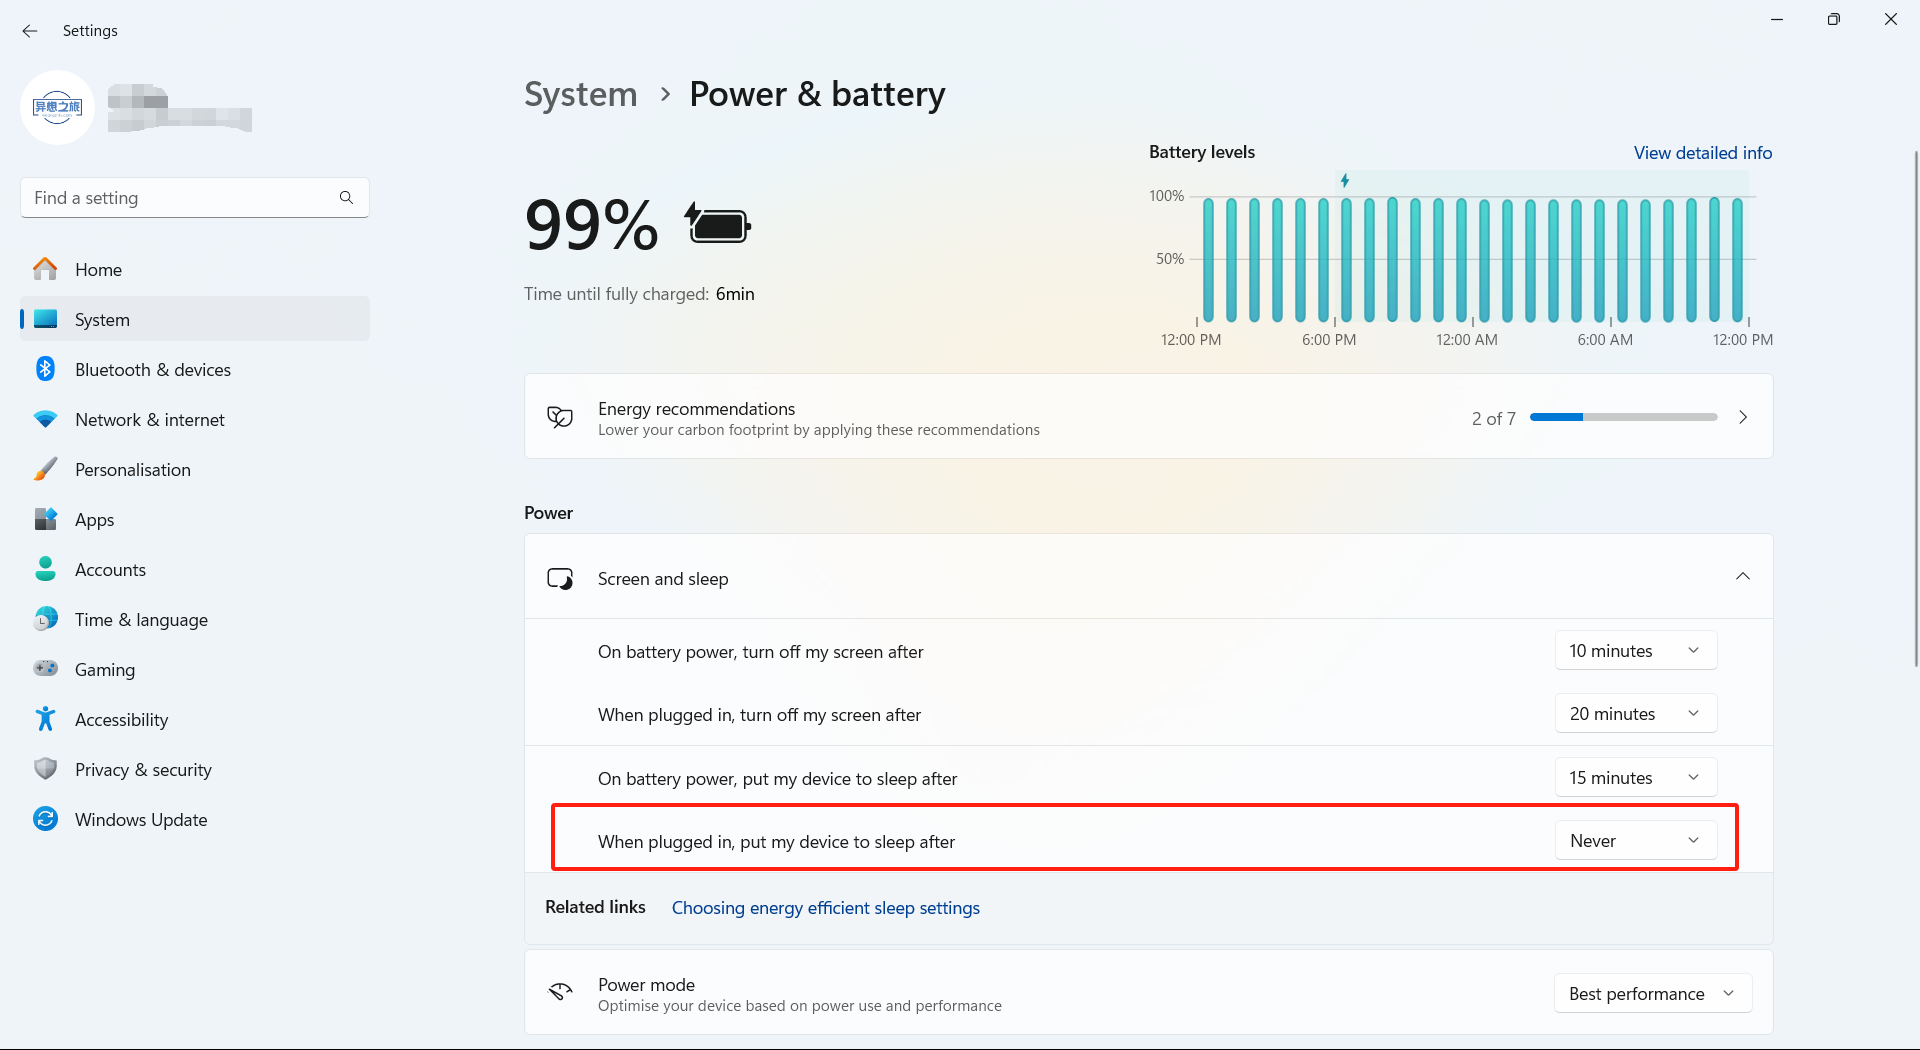 Settings
异想之旅
Find a setting
Home
System
Bluetooth & devices
Network & internet
Personalisation
Apps
Accounts
Time & language
Gaming
Accessibility
Privacy & security
Windows Update
System > Power & battery
99%
Time until fully charged: 6min
Battery levels
View detailed info
100%
50%
12:00 PM 6:00 PM 12:00 AM 6:00 AM 12:00 PM
Energy recommendations
Lower your carbon footprint by applying these recommendations
2 of 7
Power
Screen and sleep
On battery power, turn off my screen after 10 minutes
When plugged in, turn off my screen after 20 minutes
On battery power, put my device to sleep after 15 minutes
When plugged in, put my device to sleep after Never
Related links Choosing energy efficient sleep settings
Power mode
Optimise your device based on power use and performance
Best performance